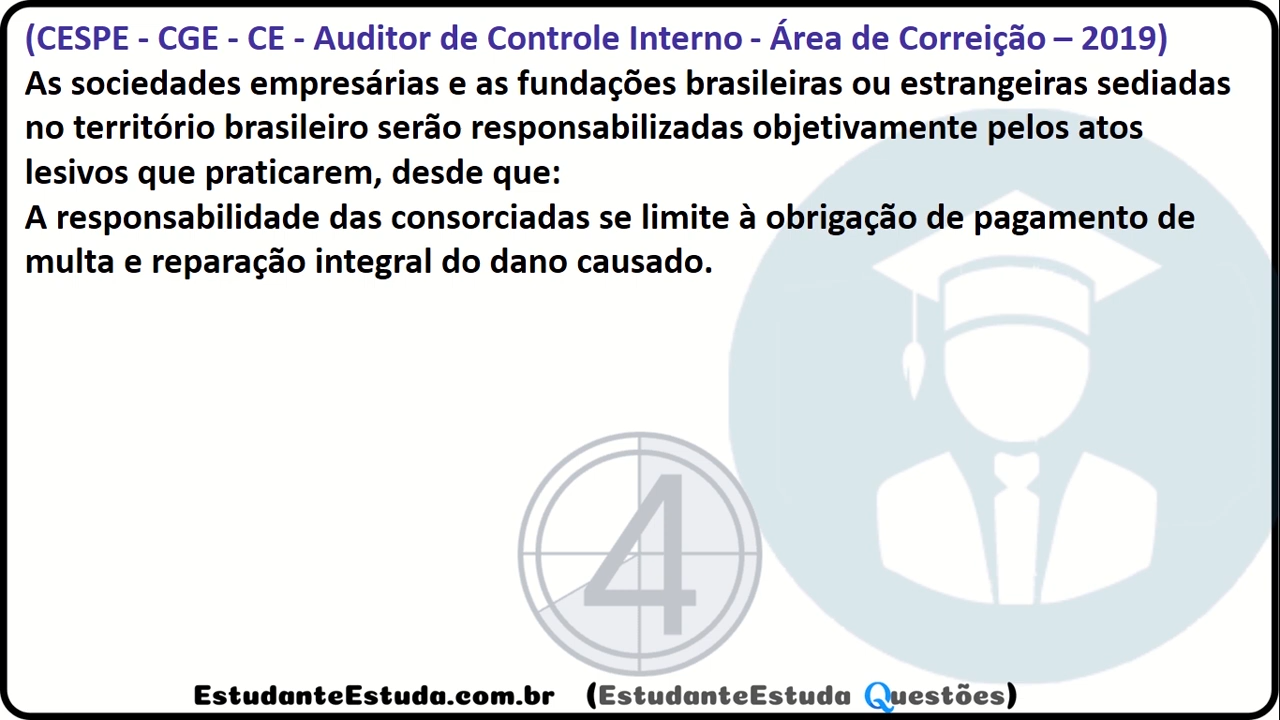 (CESPE - CGE - CE - Auditor de Controle Interno - Área de Correição – 2019)
As sociedades empresárias e as fundações brasileiras ou estrangeiras sediadas
no território brasileiro serão responsabilizadas objetivamente pelos atos
lesivos que praticarem, desde que:
A responsabilidade das consorciadas se limite à obrigação de pagamento de
multa e reparação integral do dano causado.
4
EstudanteEstuda.com.br (EstudanteEstuda Questões)